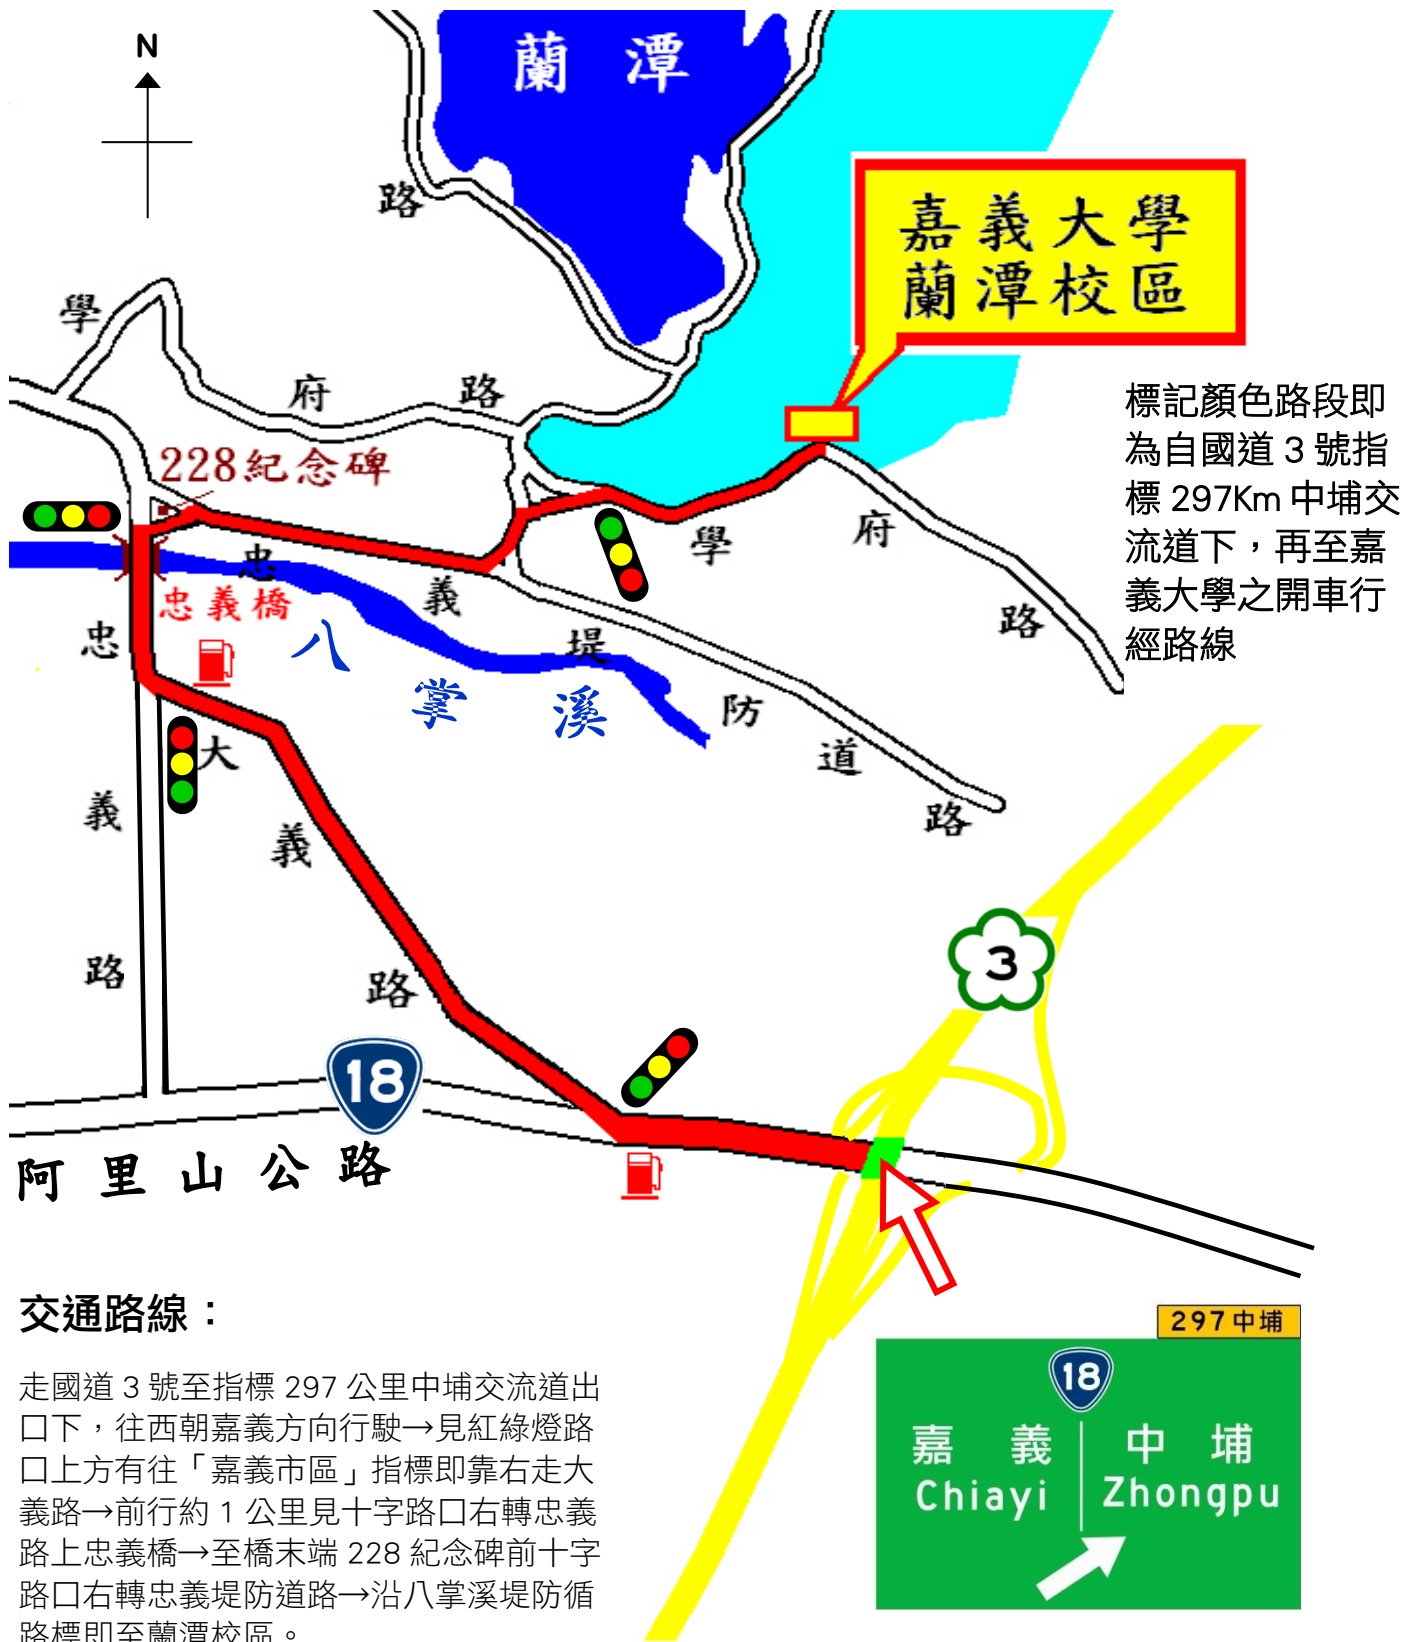 N
蘭潭
路
嘉義大學
蘭潭校區
學
府
路
標記顏色路段即
為自國道 3 號指
標 297Km 中埔交
流道下，再至嘉
義大學之開車行
經路線
228紀念碑
學
府
路
忠
義
堤
防
道
路
忠義橋
八
掌
溪
忠
義
路
大
義
路
3
18
阿里山公路
交通路線：
走國道 3 號至指標 297 公里中埔交流道出
口下，往西朝嘉義方向行駛→見紅綠燈路
口上方有往「嘉義市區」指標即靠右走大
義路→前行約 1 公里見十字路口右轉忠義
路上忠義橋→至橋末端 228 紀念碑前十字
路口右轉忠義堤防道路→沿八掌溪堤防循
路標即至蘭潭校區。
297 中埔
18
嘉義 中埔
Chiayi Zhongpu